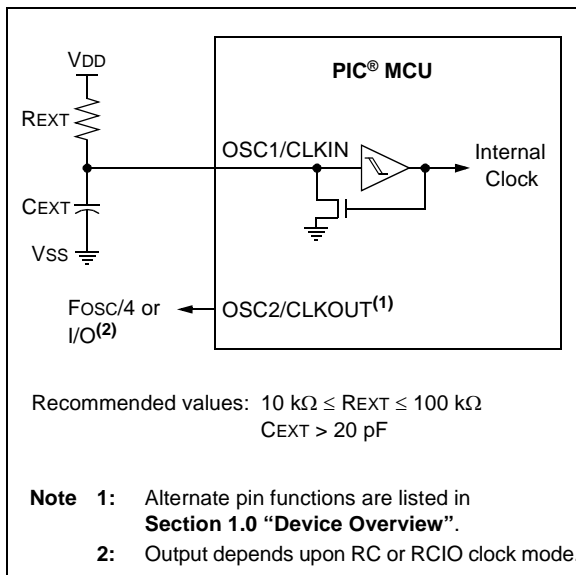 VDD
PIC® MCU
REXT
OSC1/CLKIN
Internal
Clock
CEXT
VSS
FOSC/4 or
I/O(2)
OSC2/CLKOUT(1)
Recommended values: 10 kΩ ≤ REXT ≤ 100 kΩ
CEXT > 20 pF
Note 1: Alternate pin functions are listed in
Section 1.0 “Device Overview”.
2: Output depends upon RC or RCIO clock mode.